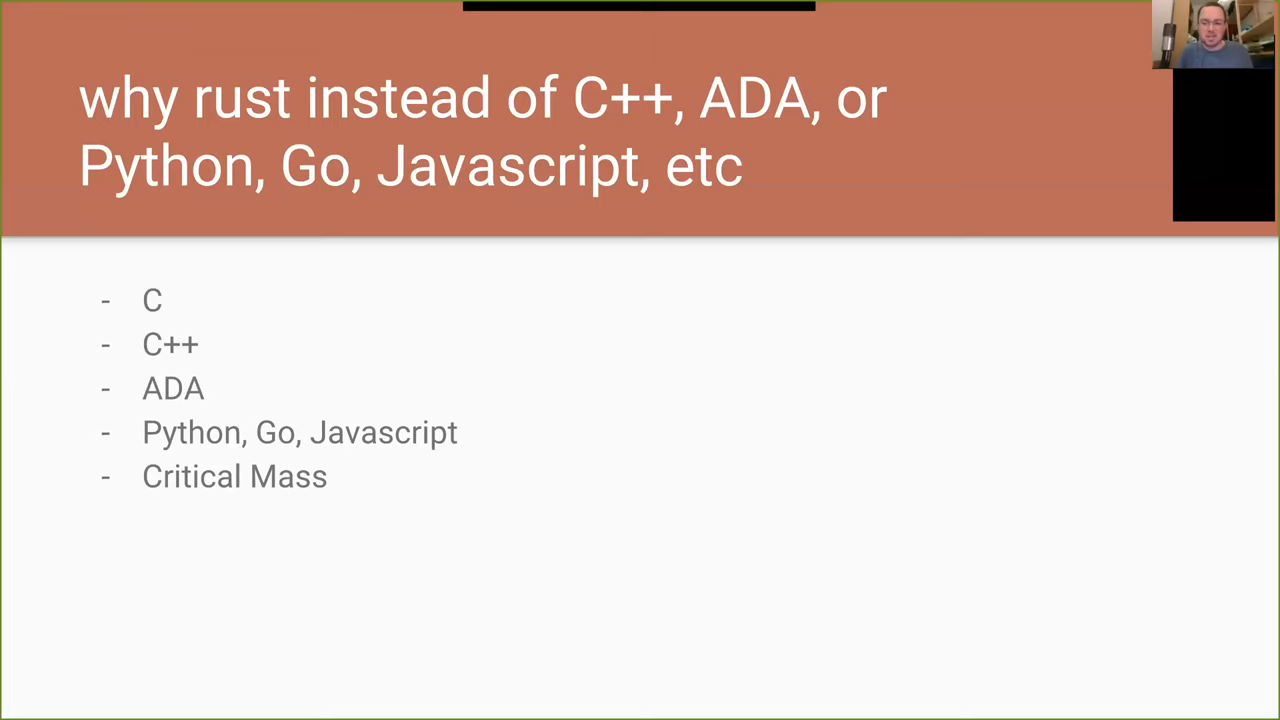 why rust instead of C++, ADA, or
Python, Go, Javascript, etc
- C
- C++
- ADA
- Python, Go, Javascript
- Critical Mass